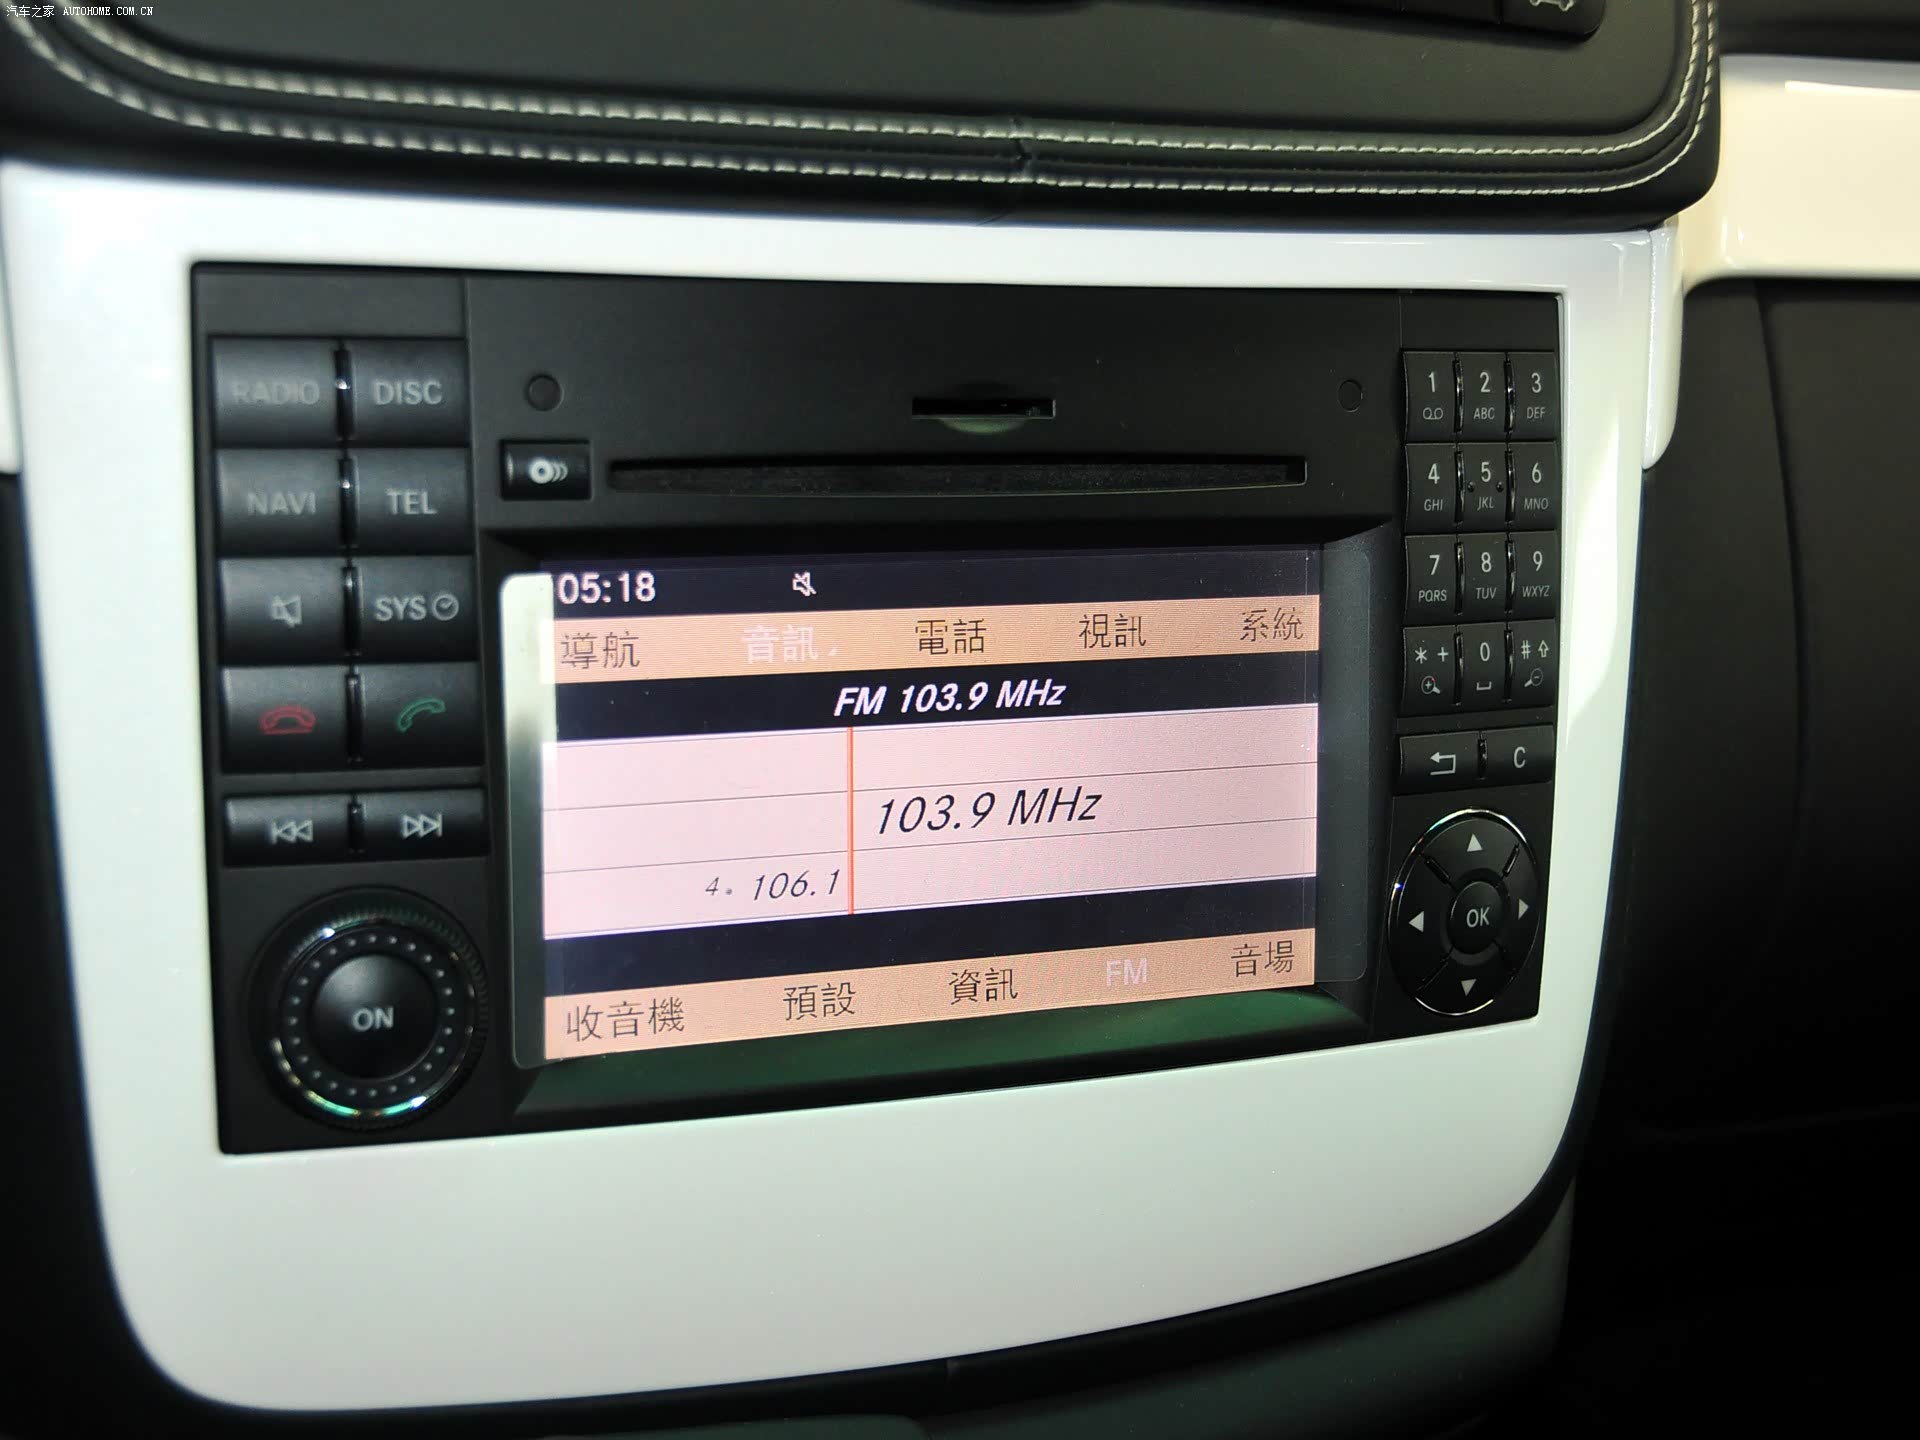 汽车之家 AUTOHOME.COM.CN
RADIO DISC
NAVI TEL
SYS
ON
05:18
導航 音訊 電話 視訊 系統
FM 103.9 MHz
103.9 MHz
4. 106.1
收音機 預設 資訊 FM 音場
1 2 3
ABC DEF
4 5 6
GHI JKL MNO
7 8 9
PQRS TUV WXYZ
* + 0 #
C
OK